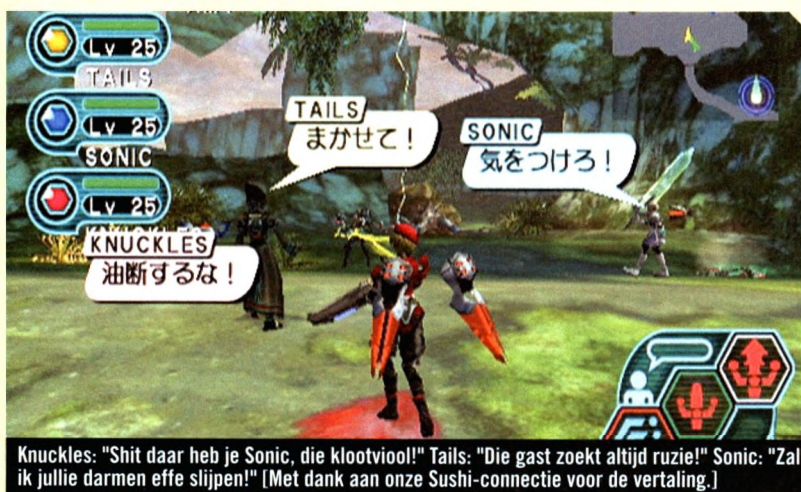 Lv 25
TAILS
Lv 25
SONIC
Lv 25
KNUCKLES
TAILS
まかせて！
SONIC
気をつけろ！
KNUCKLES
油断するな！
Knuckles: "Shit daar heb je Sonic, die klootviool!" Tails: "Die gast zoekt altijd ruzie!" Sonic: "Zal
ik jullie darmen effe slijpen!" [Met dank aan onze Sushi-connectie voor de vertaling.]